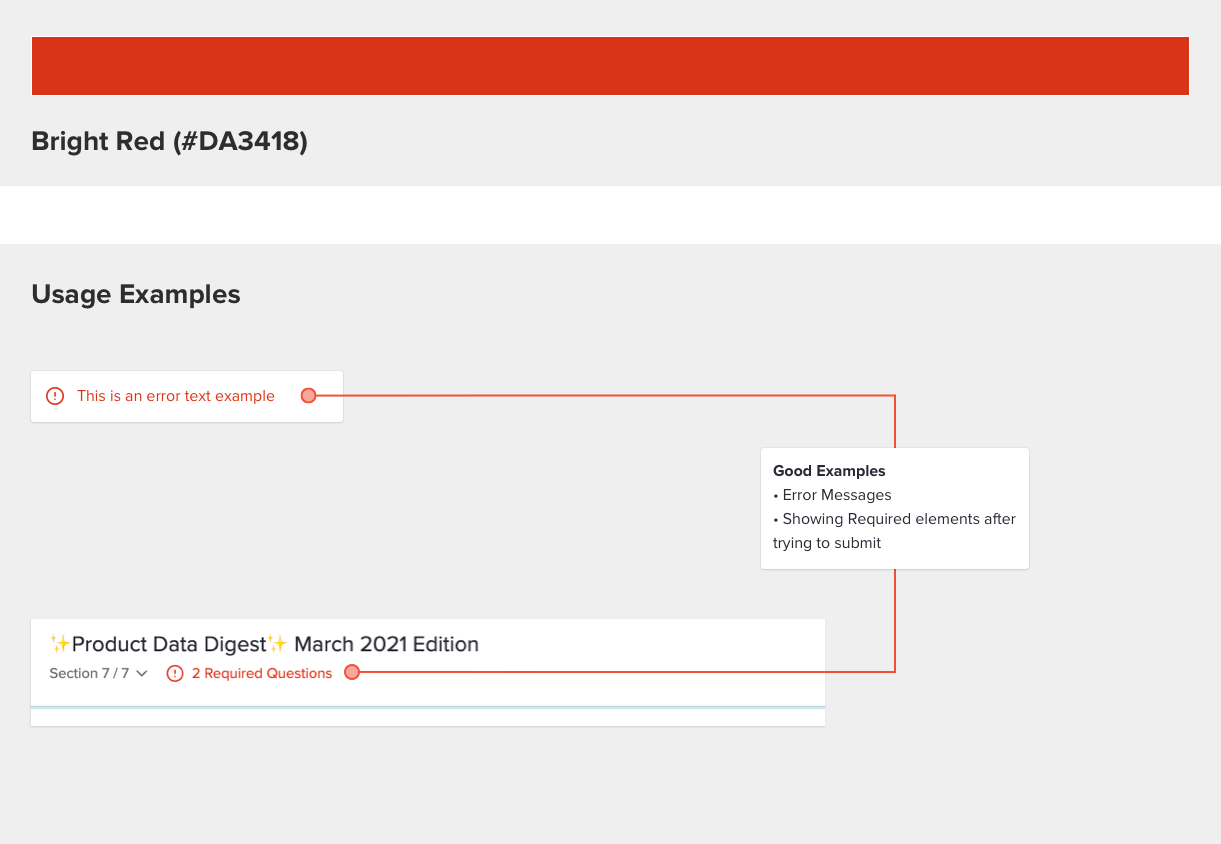 Bright Red (#DA3418)
Usage Examples
This is an error text example
Good Examples
• Error Messages
• Showing Required elements after
trying to submit
✨Product Data Digest✨ March 2021 Edition
Section 7 / 7 2 Required Questions